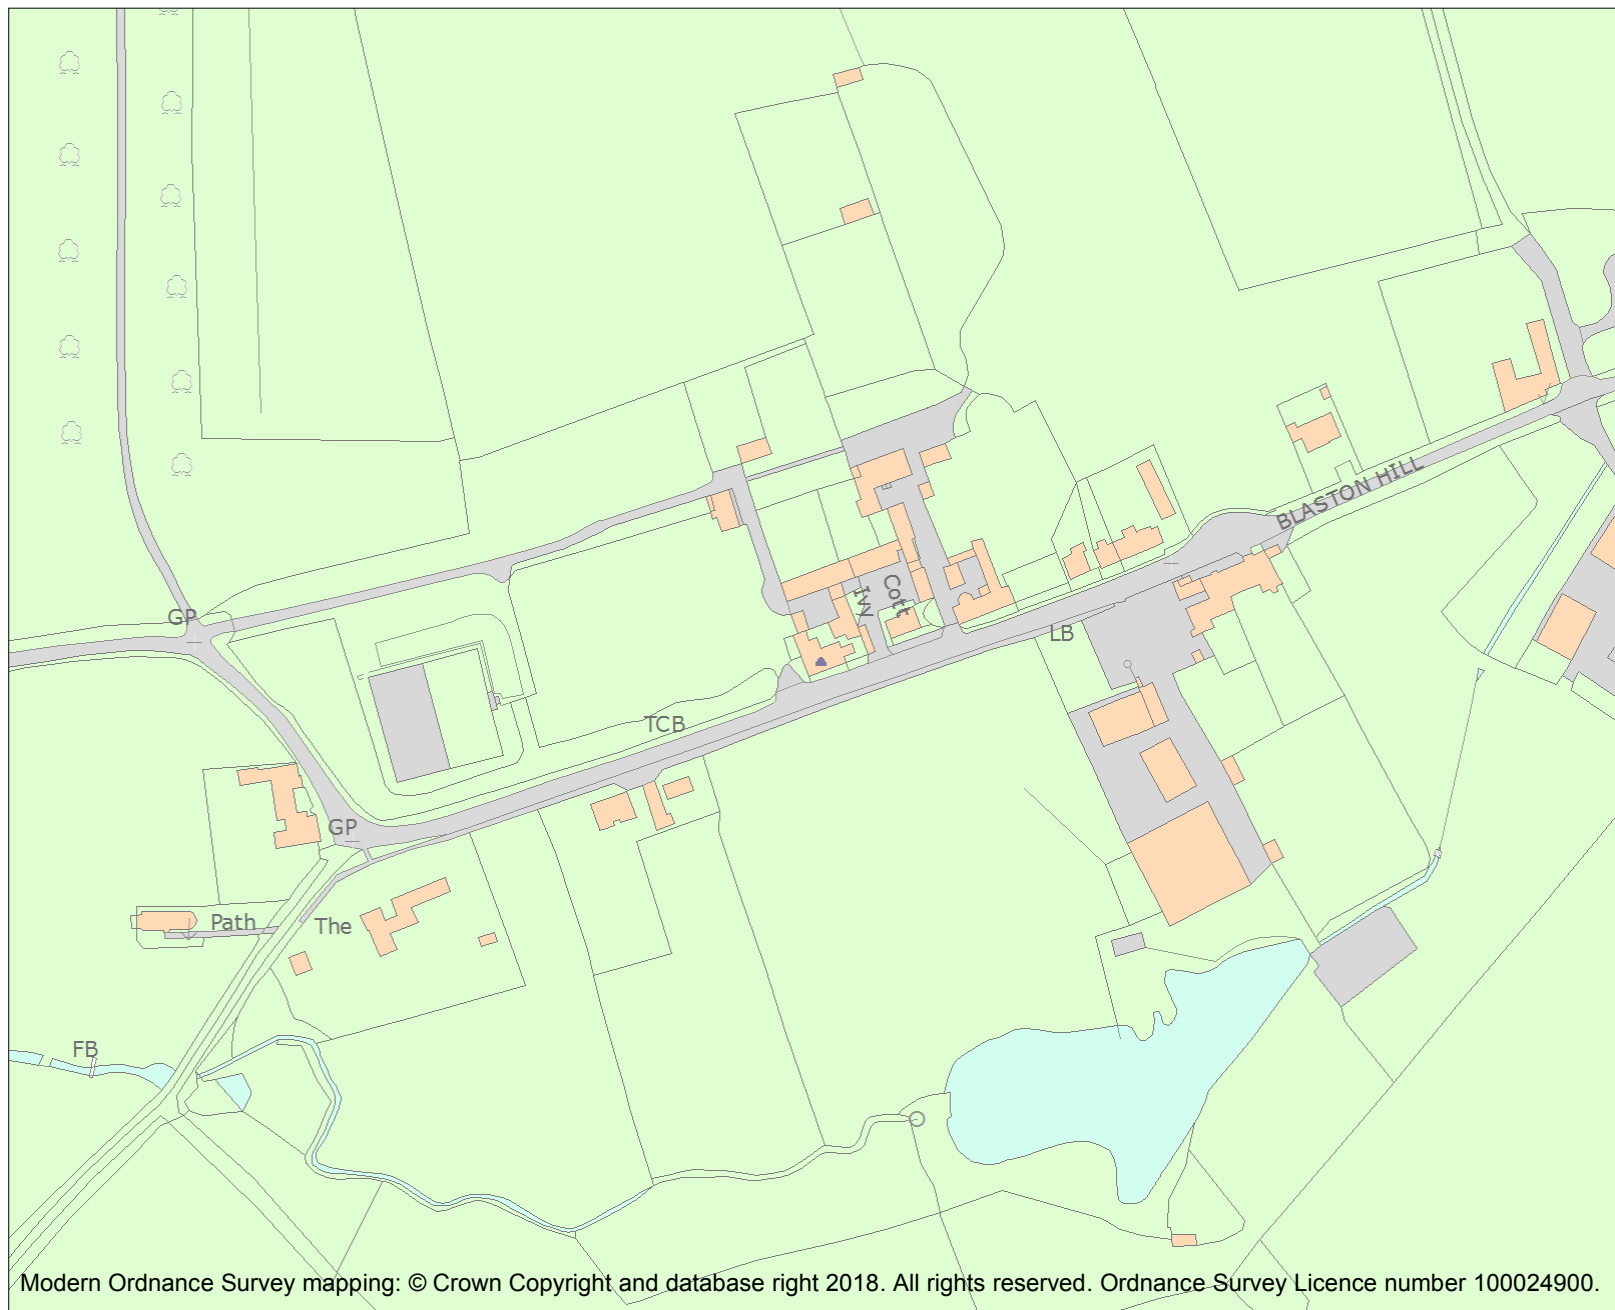 BLASTON HILL
Ivy
Cott
GP
LB
TCB
GP
Path
The
FB
Modern Ordnance Survey mapping: © Crown Copyright and database right 2018. All rights reserved. Ordnance Survey Licence number 100024900.